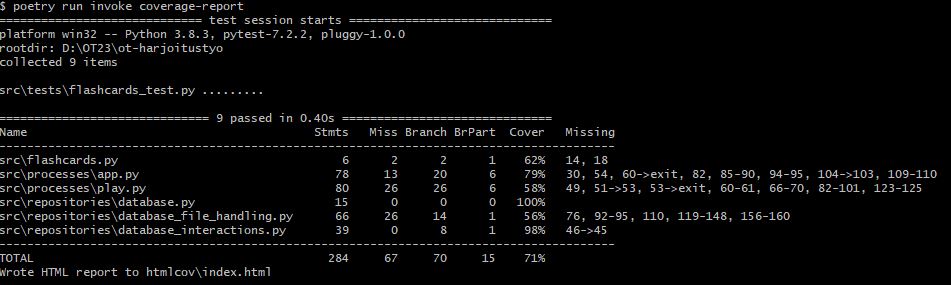 $ poetry run invoke coverage-report
============================= test session starts =============================
platform win32 -- Python 3.8.3, pytest-7.2.2, pluggy-1.0.0
rootdir: D:\OT23\ot-harjoitustyo
collected 9 items

src\tests\flashcards_test.py .........

============================== 9 passed in 0.40s ==============================
Name                                        Stmts   Miss Branch BrPart  Cover   Missing
---------------------------------------------------------------------------------------
src\flashcards.py                               6      2      2      1    62%   14, 18
src\processes\app.py                           78     13     20      6    79%   30, 54, 60->exit, 82, 85-90, 94-95, 104->103, 109-110
src\processes\play.py                          80     26     26      6    58%   49, 51->53, 53->exit, 60-61, 66-70, 82-101, 123-125
src\repositories\database.py                   15      0      0      0   100%
src\repositories\database_file_handling.py     66     26     14      1    56%   76, 92-95, 110, 119-148, 156-160
src\repositories\database_interactions.py      39      0      8      1    98%   46->45
---------------------------------------------------------------------------------------
TOTAL                                         284     67     70     15    71%
Wrote HTML report to htmlcov\index.html